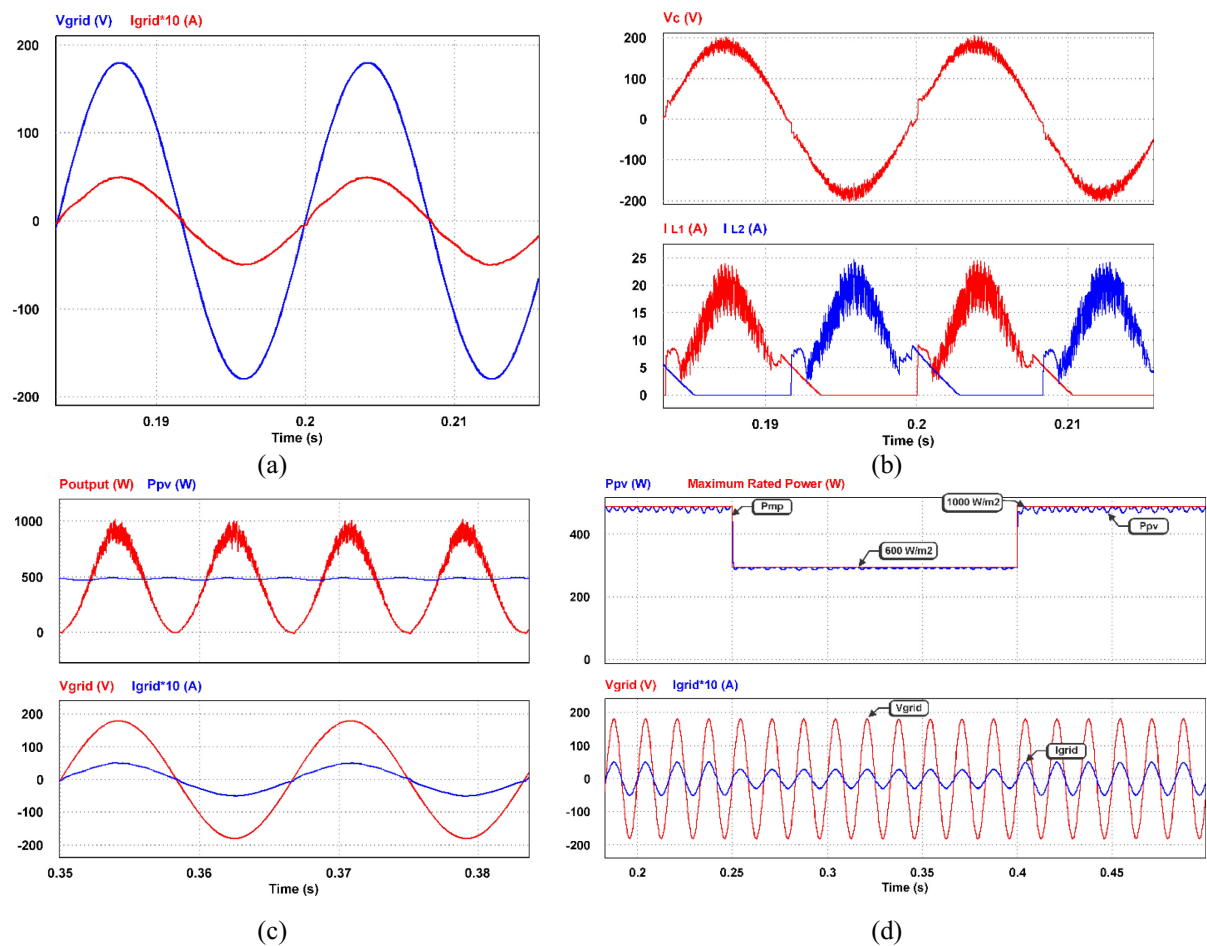 Vgrid (V) Igrid*10 (A)
200
100
0
-100
-200
0.19 0.2 0.21
Time (s)
(a)
Vc (V)
200
100
0
-100
-200
I L1 (A) I L2 (A)
25
20
15
10
5
0
0.19 0.2 0.21
Time (s)
(b)
Poutput (W) Ppv (W)
1000
500
0
Vgrid (V) Igrid*10 (A)
200
100
0
-100
-200
0.35 0.36 0.37 0.38
Time (s)
(c)
Ppv (W) Maximum Rated Power (W)
Pmp
1000 W/m2
Ppv
600 W/m2
400
200
0
Vgrid (V) Igrid*10 (A)
Vgrid
Igrid
200
0
-200
0.2 0.25 0.3 0.35 0.4 0.45
Time (s)
(d)